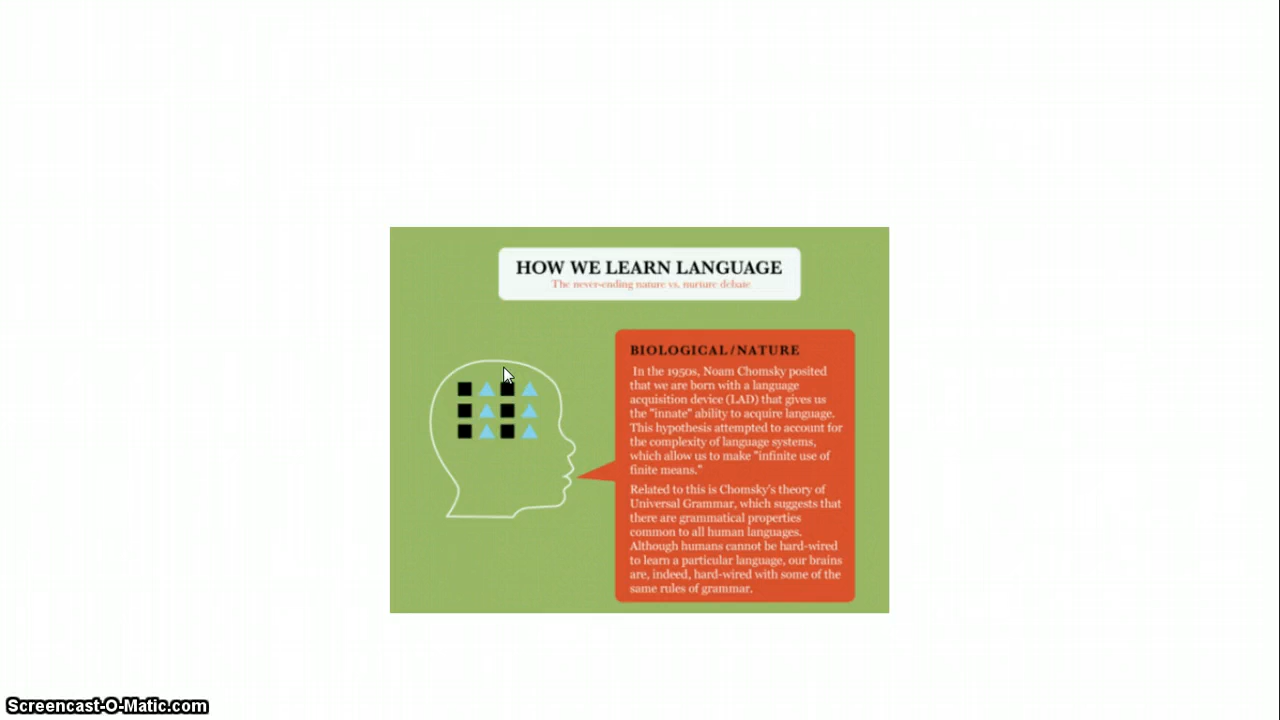 HOW WE LEARN LANGUAGE
The never-ending nature vs. nurture debate
BIOLOGICAL/NATURE
In the 1950s, Noam Chomsky posited
that we are born with a language
acquisition device (LAD) that gives us
the "innate" ability to acquire language.
This hypothesis attempted to account for
the complexity of language systems,
which allow us to make "infinite use of
finite means."
Related to this is Chomsky's theory of
Universal Grammar, which suggests that
there are grammatical properties
common to all human languages.
Although humans cannot be hard-wired
to learn a particular language, our brains
are, indeed, hard-wired with some of the
same rules of grammar.
Screencast-O-Matic.com